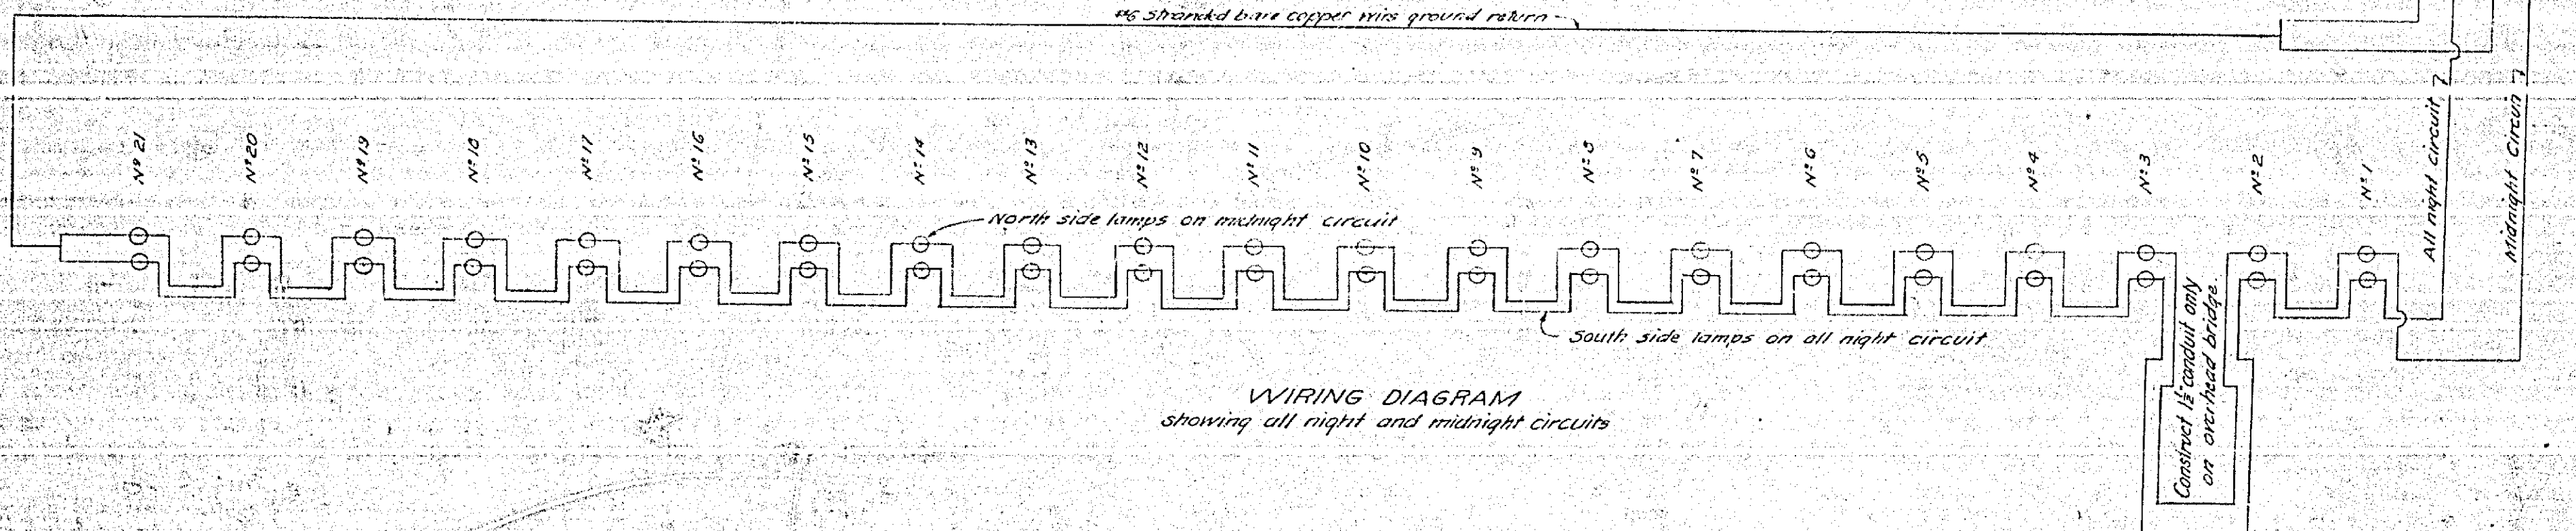 #6 stranded bare copper wire ground return
Nº 21
Nº 20
Nº 19
Nº 18
Nº 17
Nº 16
Nº 15
Nº 14
Nº 13
Nº 12
Nº 11
Nº 10
Nº 9
Nº 8
Nº 7
Nº 6
Nº 5
Nº 4
Nº 3
Nº 2
Nº 1
All night circuit
Midnight Circuit
North side lamps on midnight circuit
South side lamps on all night circuit
Construct 1½" conduit only
on overhead bridge.
WIRING DIAGRAM
showing all night and midnight circuits